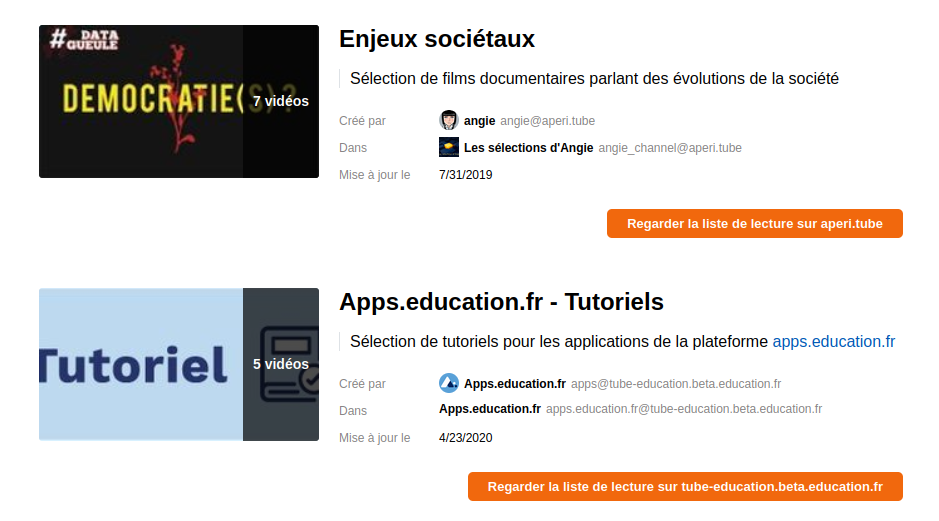 # DATA
GUEULE
DEMOCRATIE(S)?
7 vidéos
Enjeux sociétaux
Sélection de films documentaires parlant des évolutions de la société
Créé par angie angie@aperi.tube
Dans Les sélections d'Angie angie_channel@aperi.tube
Mise à jour le 7/31/2019
Regarder la liste de lecture sur aperi.tube
Tutoriel
5 vidéos
Apps.education.fr - Tutoriels
Sélection de tutoriels pour les applications de la plateforme apps.education.fr
Créé par Apps.education.fr apps@tube-education.beta.education.fr
Dans Apps.education.fr apps.education.fr@tube-education.beta.education.fr
Mise à jour le 4/23/2020
Regarder la liste de lecture sur tube-education.beta.education.fr